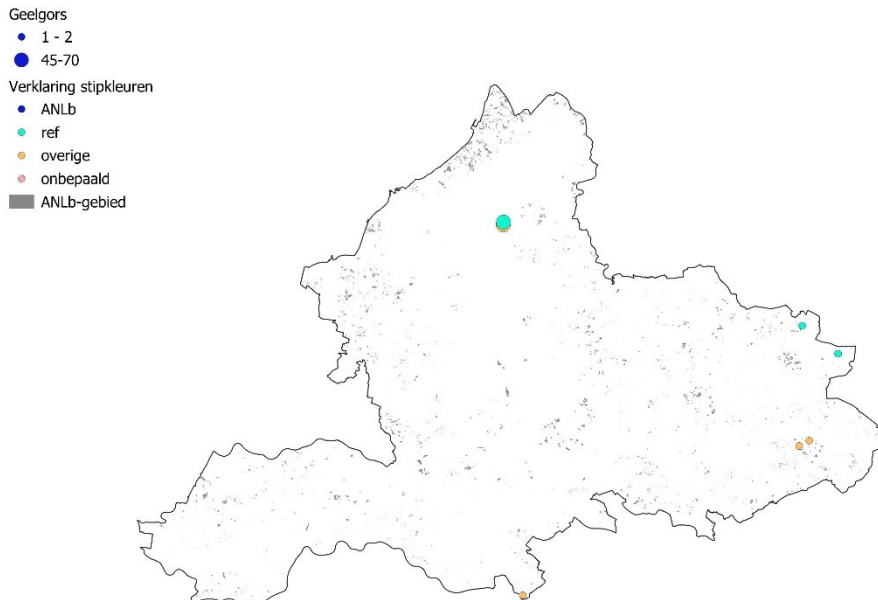 Geelgors
1 - 2
45-70
Verklaring stipkleuren
ANLb
ref
overige
onbepaald
ANLb-gebied